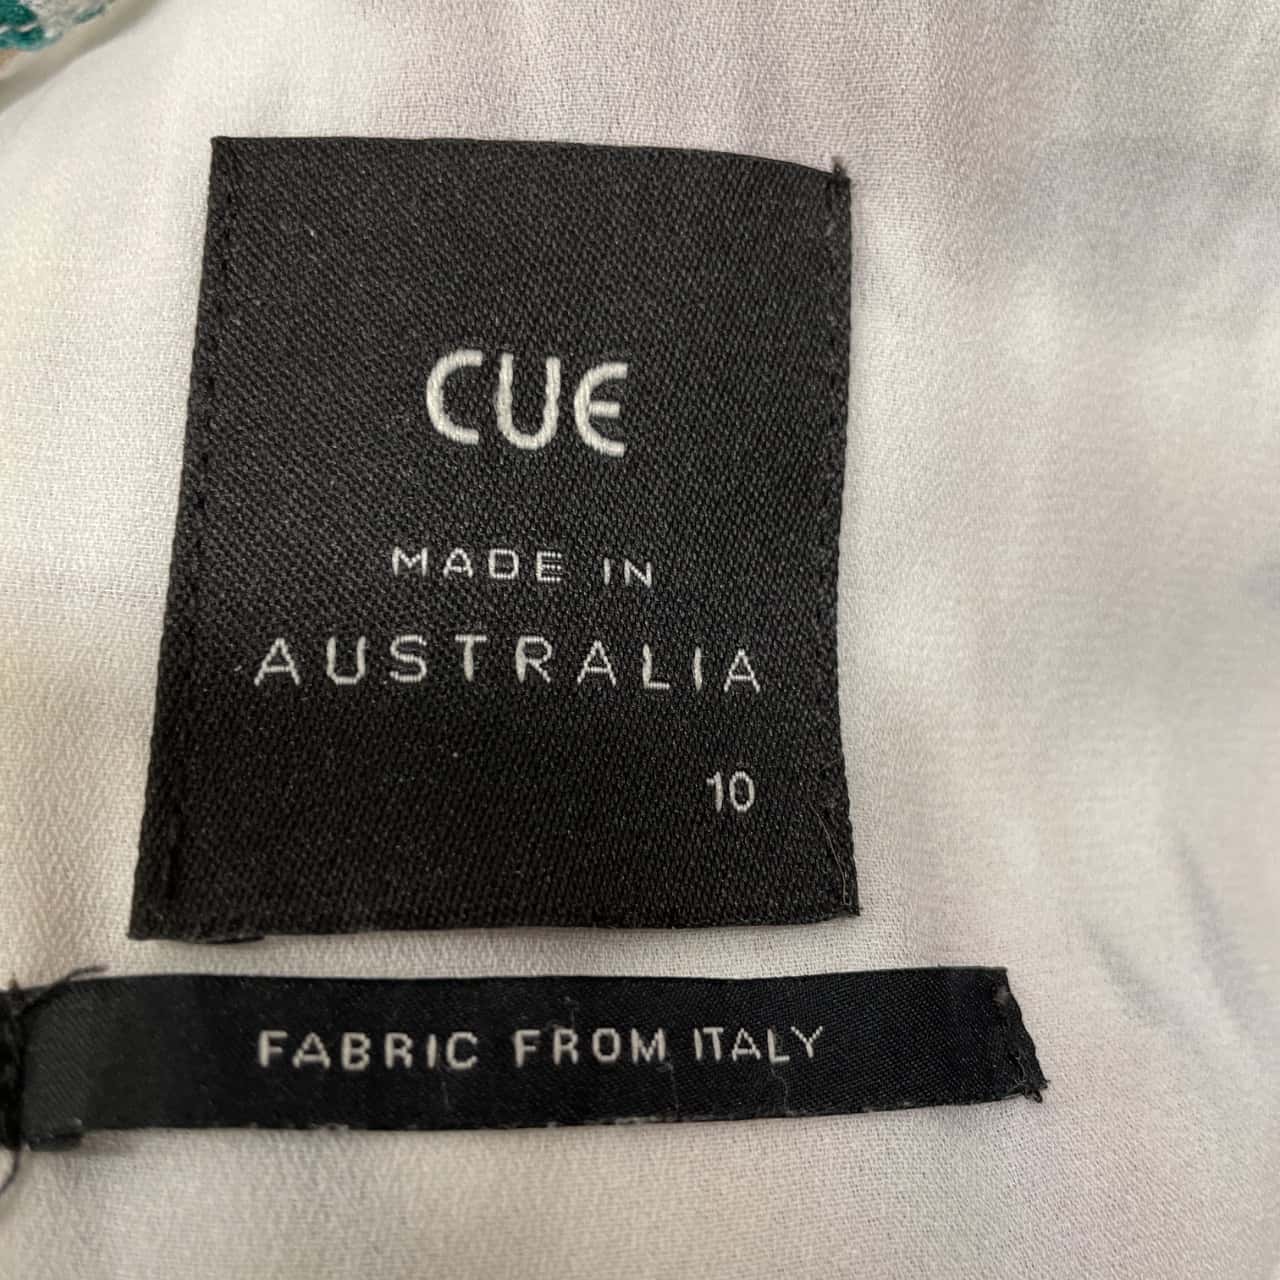 CUE
MADE IN
AUSTRALIA
10
FABRIC FROM ITALY